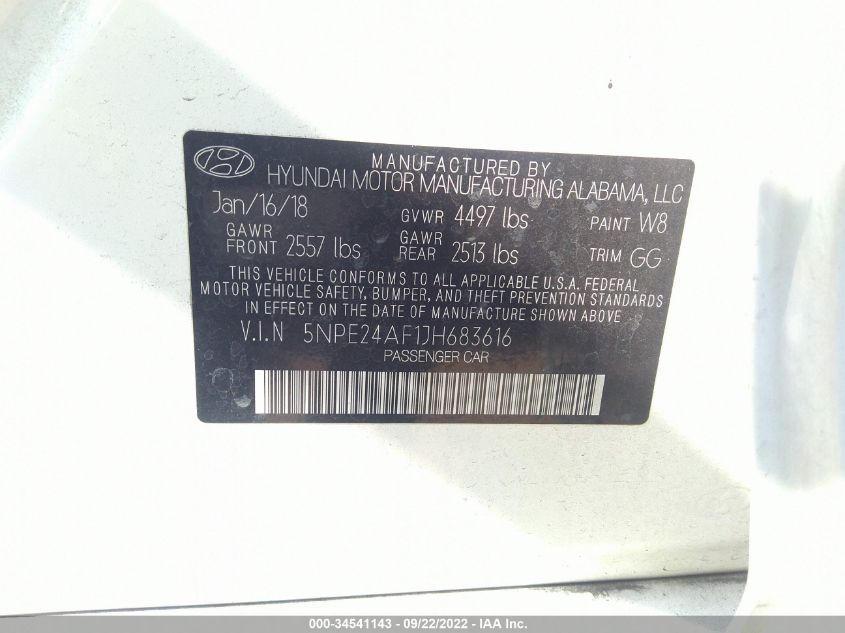 MANUFACTURED BY
HYUNDAI MOTOR MANUFACTURING ALABAMA, LLC
Jan/16/18 GVWR 4497 lbs PAINT W8
GAWR FRONT 2557 lbs GAWR REAR 2513 lbs TRIM GG
THIS VEHICLE CONFORMS TO ALL APPLICABLE U.S.A. FEDERAL
MOTOR VEHICLE SAFETY, BUMPER, AND THEFT PREVENTION STANDARDS
IN EFFECT ON THE DATE OF MANUFACTURE SHOWN ABOVE.
V.I.N 5NPE24AF1JH683616
PASSENGER CAR
000-34541143 - 09/22/2022 - IAA Inc.